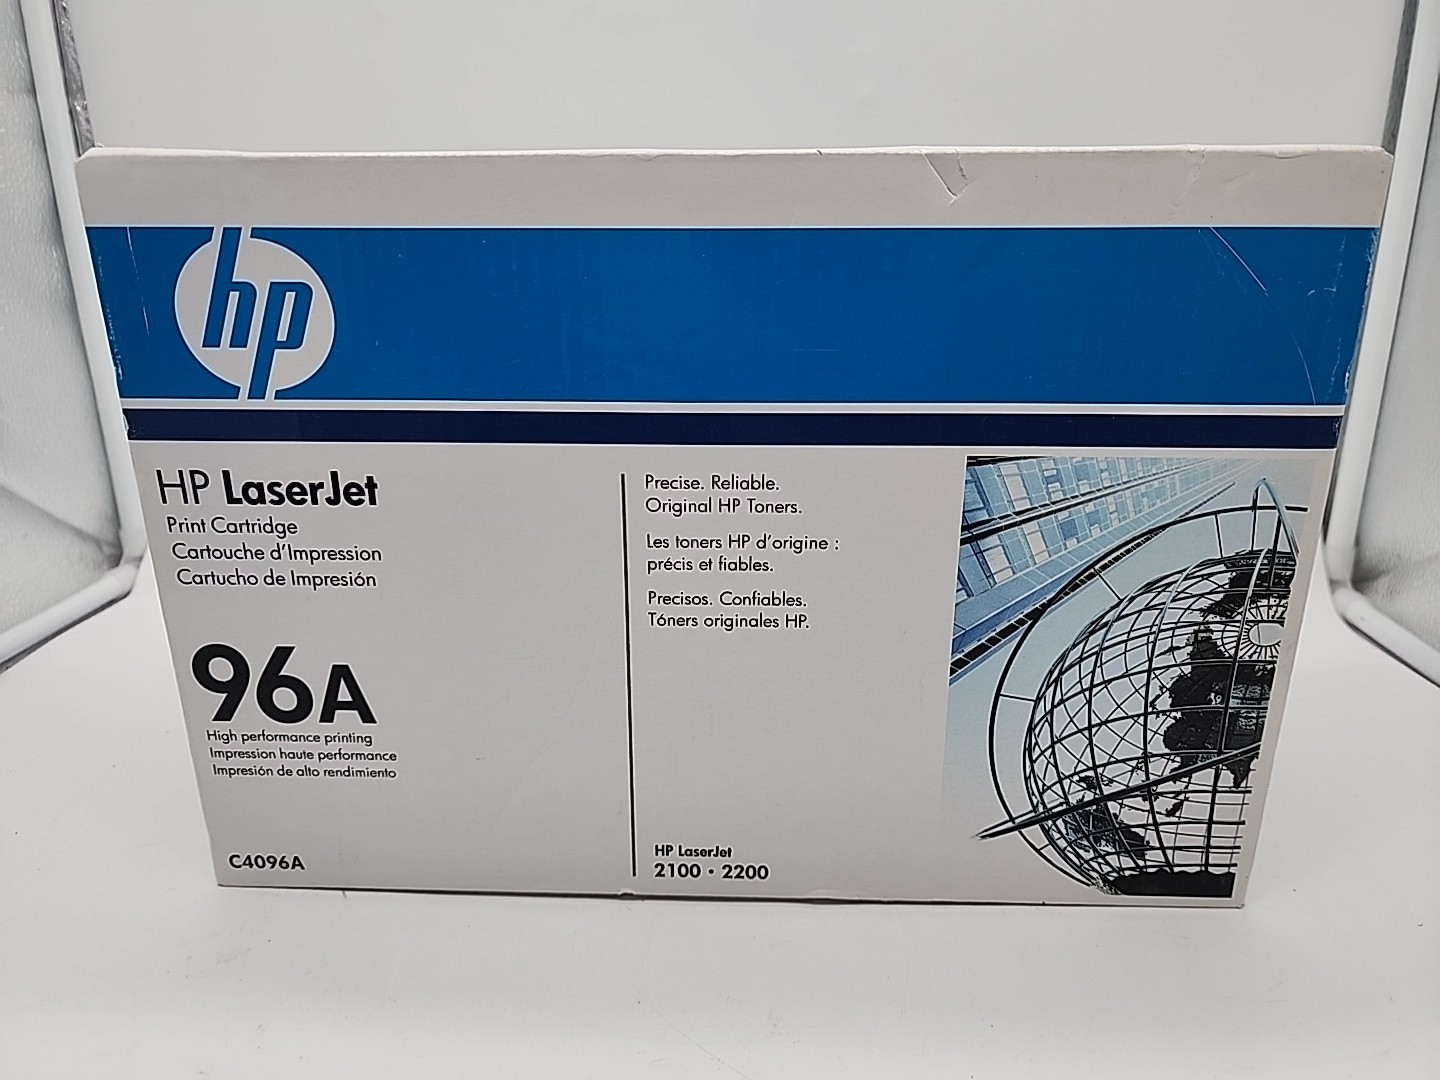 hp
HP LaserJet
Print Cartridge
Cartouche d'Impression
Cartucho de Impresión
96A
High performance printing
Impression haute performance
Impresión de alto rendimiento
C4096A
Precise. Reliable.
Original HP Toners.
Les toners HP d'origine :
précis et fiables.
Precisos. Confiables.
Tóners originales HP.
HP LaserJet
2100 • 2200